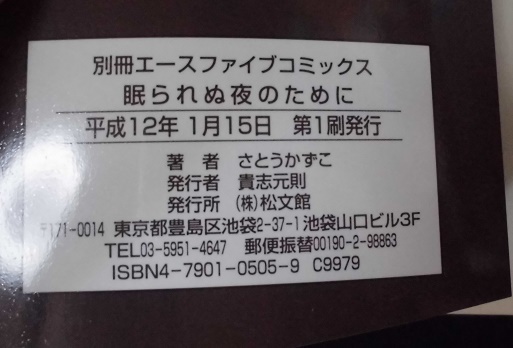 別冊エースファイブコミックス
眠られぬ夜のために
平成12年 1月15日 第1刷発行
著 者 さとうかずこ
発行者 貴志元則
発行所 (株)松文館
〒171-0014 東京都豊島区池袋2-37-1 池袋山口ビル3F
TEL03-5951-4647 郵便振替00190-2-98863
ISBN4-7901-0505-9 C9979